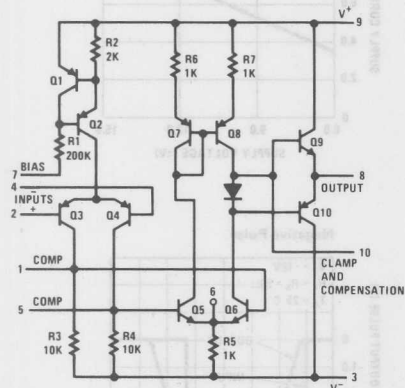 V+
9
R2
2K
R6
1K
R7
1K
Q1
Q2
Q7
Q8
Q9
R1
200K
7 BIAS
4
−
INPUTS
2 +
8
OUTPUT
Q3
Q4
Q10
10
CLAMP
AND
COMPENSATION
1 COMP
6
5 COMP
Q5
Q6
R3
10K
R4
10K
R5
1K
3
V−